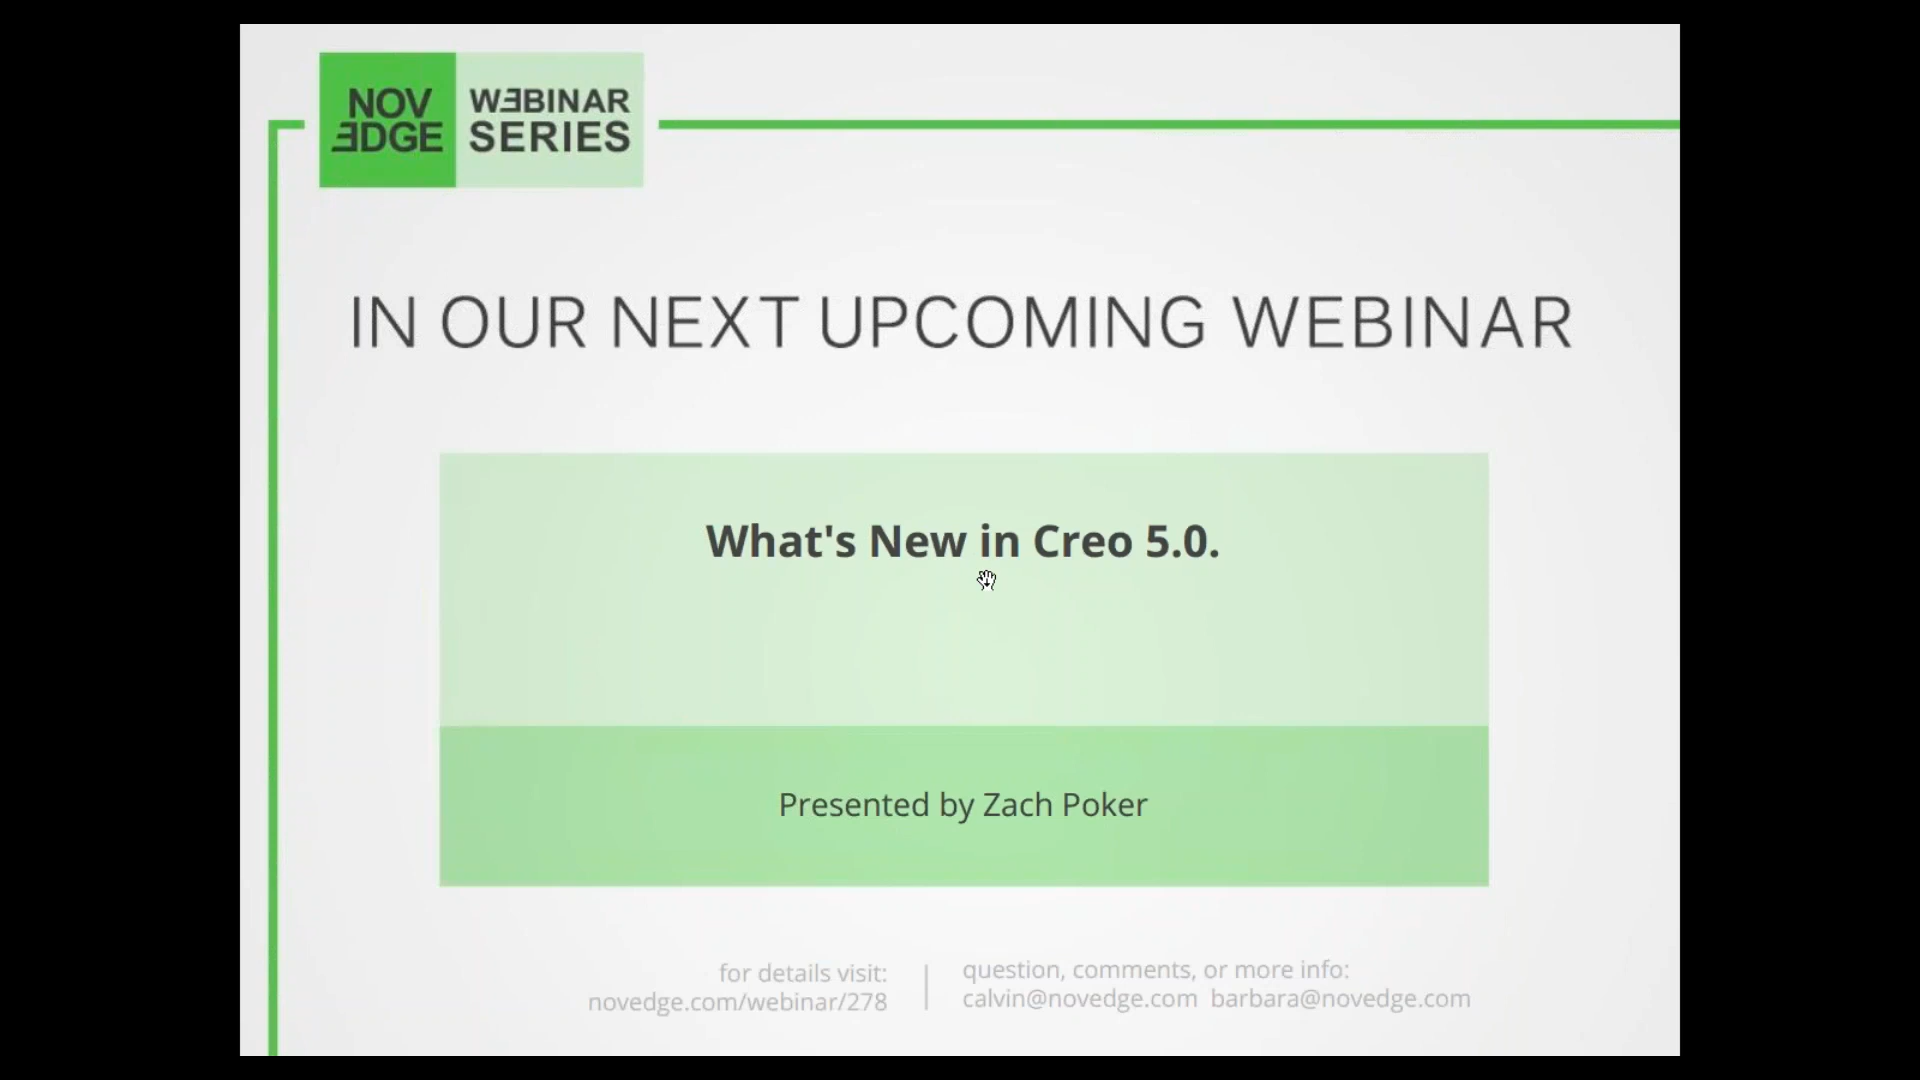 NOV
EDGE
WEBINAR
SERIES
IN OUR NEXT UPCOMING WEBINAR
What's New in Creo 5.0.
Presented by Zach Poker
for details visit:
novedge.com/webinar/278
question, comments, or more info:
calvin@novedge.com barbara@novedge.com